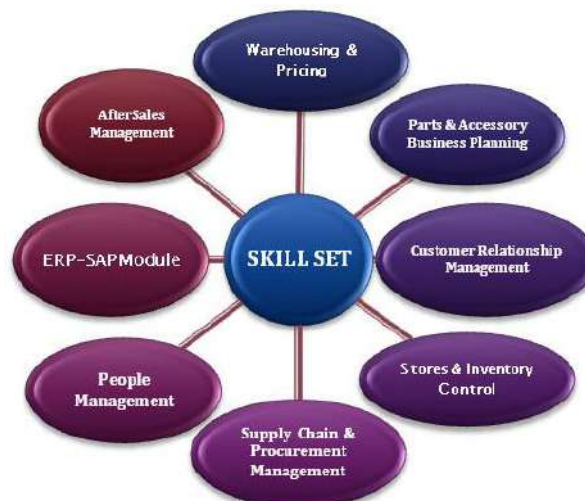 Warehousing &
Pricing
Parts & Accessory
Business Planning
Customer Relationship
Management
Stores & Inventory
Control
Supply Chain &
Procurement
Management
People
Management
ERP-SAPModule
AfterSales
Management
SKILL SET